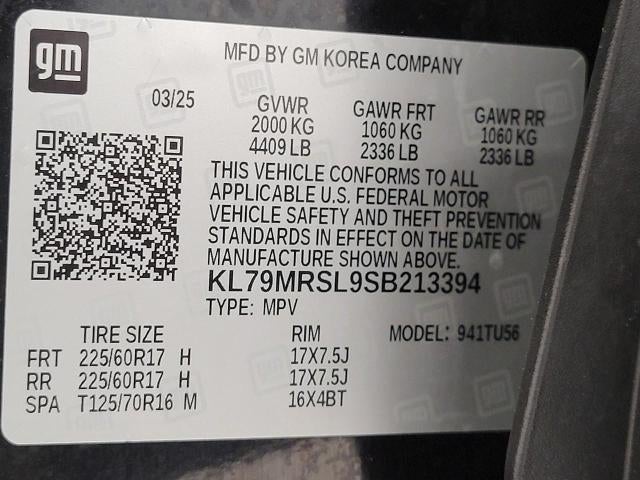 gm
MFD BY GM KOREA COMPANY
03/25 GVWR GAWR FRT GAWR RR
2000 KG 1060 KG 1060 KG
4409 LB 2336 LB 2336 LB
THIS VEHICLE CONFORMS TO ALL
APPLICABLE U.S. FEDERAL MOTOR
VEHICLE SAFETY AND THEFT PREVENTION
STANDARDS IN EFFECT ON THE DATE OF
MANUFACTURE SHOWN ABOVE.
KL79MRSL9SB213394
TYPE: MPV
TIRE SIZE RIM MODEL: 941TU56
FRT 225/60R17 H 17X7.5J
RR 225/60R17 H 17X7.5J
SPA T125/70R16 M 16X4BT